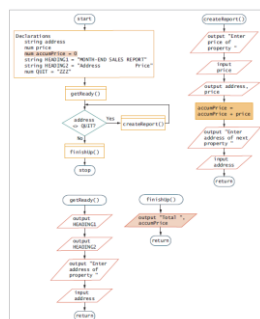 start
Declarations
string address
num price
num accumPrice = 0
string HEADING1 = "MONTH-END SALES REPORT"
string HEADING2 = "Address Price"
num QUIT = "ZZZ"
getReady()
address
<> QUIT?
Yes
createReport()
No
finishUp()
stop
createReport()
output "Enter
price of
property "
input
price
output address,
price
accumPrice =
accumPrice + price
output "Enter
address of next
property "
input
address
return
getReady()
output
HEADING1
output
HEADING2
output "Enter
address of
property "
input
address
return
finishUp()
output "Total ",
accumPrice
return